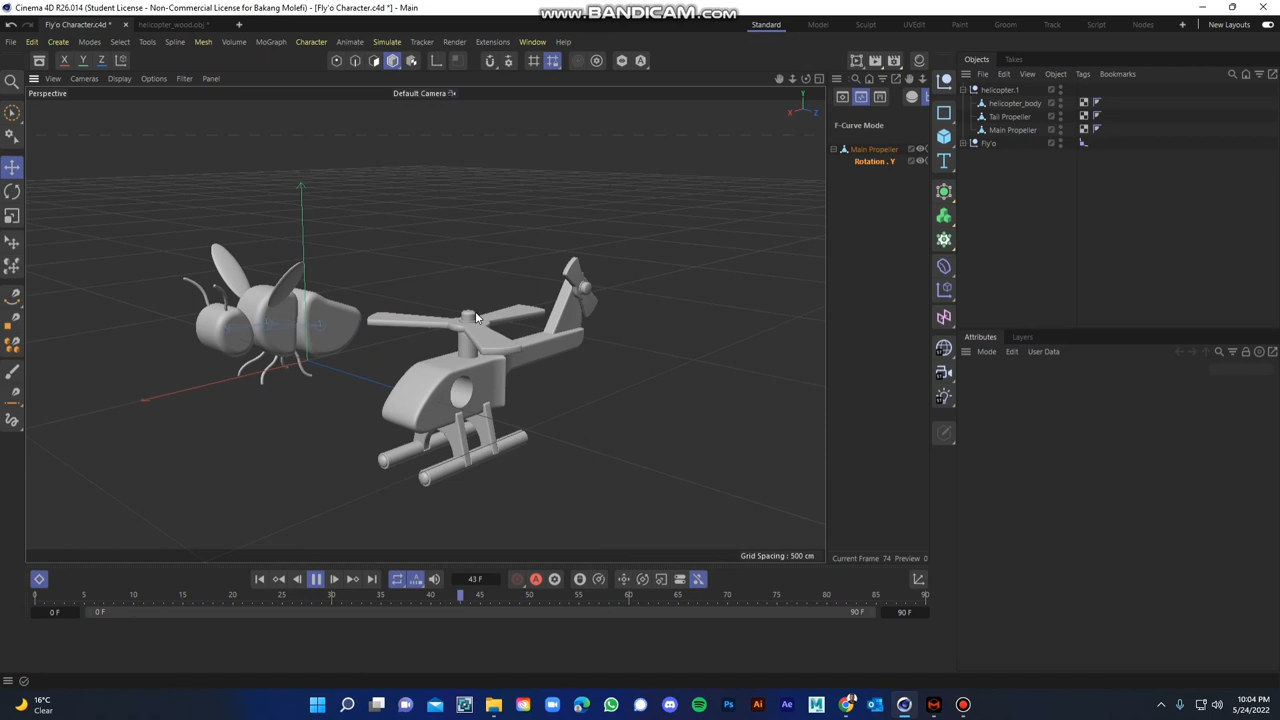 Cinema 4D R26.014 (Student License - Non-Commercial License for Bakang Molefi) - [Fly'o Character.c4d *] - Main
www.BANDICAM.com
Fly'o Character.c4d *
helicopter_wood.obj *
Standard
Model
Sculpt
UVEdit
Paint
Groom
Track
Script
Nodes
New Layouts
File
Edit
Create
Modes
Select
Tools
Spline
Mesh
Volume
MoGraph
Character
Animate
Simulate
Tracker
Render
Extensions
Window
Help
X
Y
Z
Objects
Takes
View
Cameras
Display
Options
Filter
Panel
File
Edit
View
Object
Tags
Bookmarks
Perspective
Default Camera
Y
X
Z
helicopter.1
helicopter_body
Tail Propeller
Main Propeller
Fly'o
F-Curve Mode
Main Propeller
Rotation . Y
Attributes
Layers
Mode
Edit
User Data
Grid Spacing : 500 cm
Current Frame 74 Preview 0
43 F
0
5
10
15
20
25
30
35
40
45
50
55
60
65
70
75
80
85
90
0 F
0 F
90 F
90 F
16°C
Clear
10:04 PM
5/24/2022